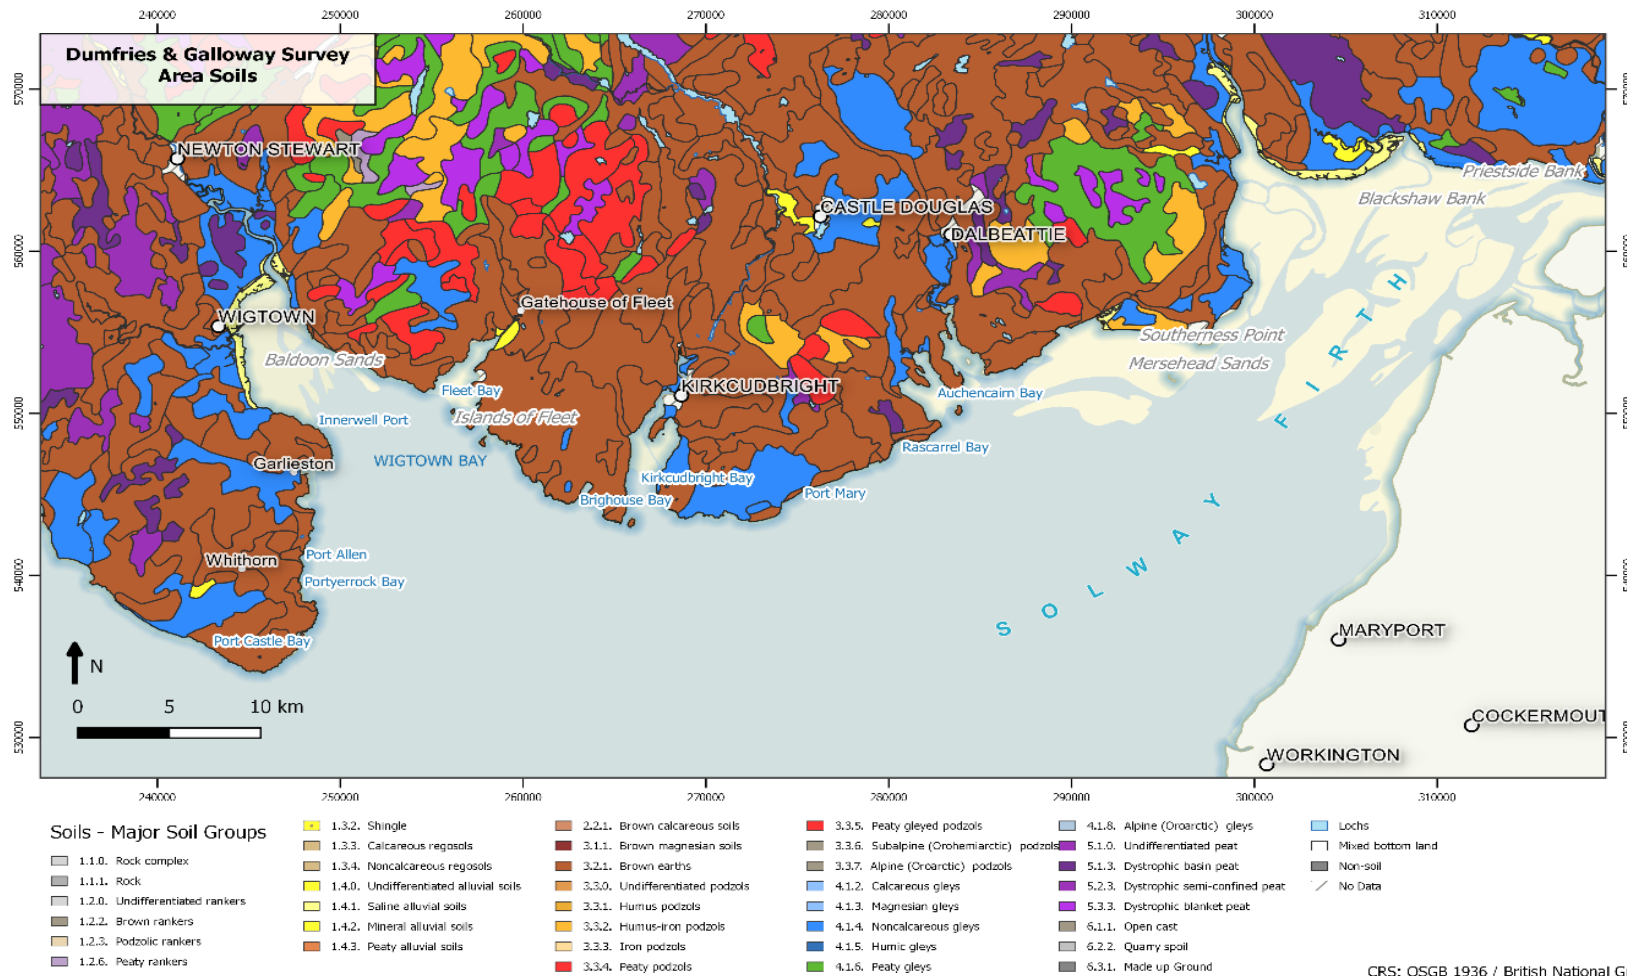 240000 250000 260000 270000 280000 290000 300000 310000
Dumfries & Galloway Survey
Area Soils
570000
560000
550000
540000
530000
NEWTON STEWART
Priestside Bank
Blackshaw Bank
CASTLE DOUGLAS
DALBEATTIE
Gatehouse of Fleet
WIGTOWN
Southerness Point
Baldoon Sands
Mersehead Sands
KIRKCUDBRIGHT
Fleet Bay
Auchencairn Bay
Innerwell Port
Islands of Fleet
Rascarrel Bay
WIGTOWN BAY
Garlieston
Kirkcudbright Bay
Port Mary
Brighouse Bay
SOLWAY FIRTH
Port Allen
Whithorn
Portyerrock Bay
Port Castle Bay
MARYPORT
N
0 5 10 km
COCKERMOUT
WORKINGTON
240000 250000 260000 270000 280000 290000 300000 310000
Soils - Major Soil Groups
1.1.0. Rock complex
1.1.1. Rock
1.2.0. Undifferentiated rankers
1.2.2. Brown rankers
1.2.3. Podzolic rankers
1.2.6. Peaty rankers
1.3.2. Shingle
1.3.3. Calcareous regosols
1.3.4. Noncalcareous regosols
1.4.0. Undifferentiated alluvial soils
1.4.1. Saline alluvial soils
1.4.2. Mineral alluvial soils
1.4.3. Peaty alluvial soils
2.2.1. Brown calcareous soils
3.1.1. Brown magnesian soils
3.2.1. Brown earths
3.3.0. Undifferentiated podzols
3.3.1. Humus podzols
3.3.2. Humus-iron podzols
3.3.3. Iron podzols
3.3.4. Peaty podzols
3.3.5. Peaty gleyed podzols
3.3.6. Subalpine (Orohemiarctic) podzols
3.3.7. Alpine (Oroarctic) podzols
4.1.2. Calcareous gleys
4.1.3. Magnesian gleys
4.1.4. Noncalcareous gleys
4.1.5. Humic gleys
4.1.6. Peaty gleys
4.1.8. Alpine (Oroarctic) gleys
5.1.0. Undifferentiated peat
5.1.3. Dystrophic basin peat
5.2.3. Dystrophic semi-confined peat
5.3.3. Dystrophic blanket peat
6.1.1. Open cast
6.2.2. Quarry spoil
6.3.1. Made up Ground
Lochs
Mixed bottom land
Non-soil
No Data
CRS: OSGB 1936 / British National G